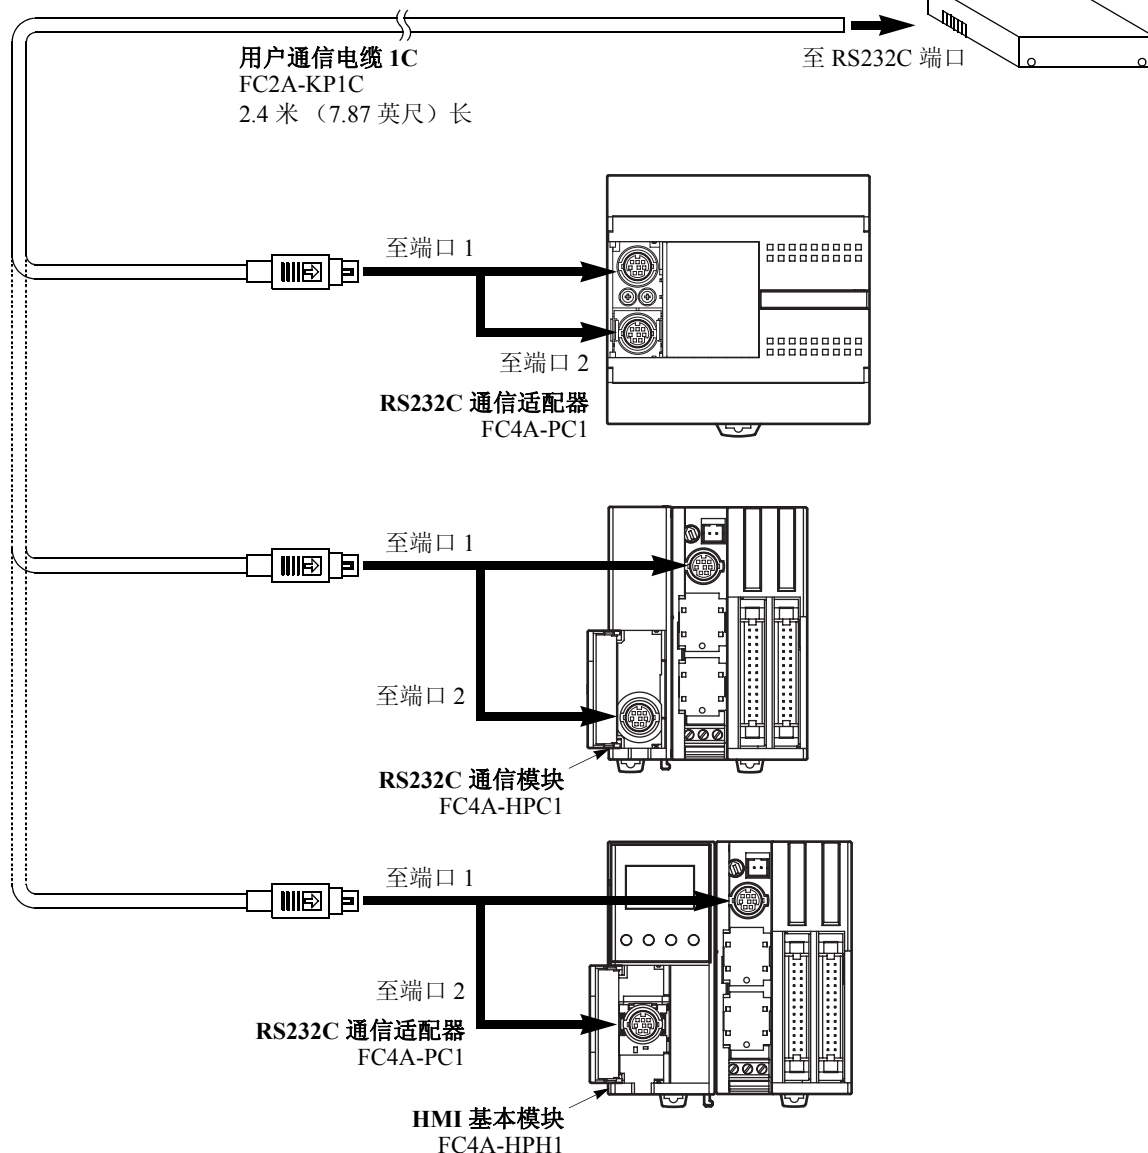 用户通信电缆 1C
FC2A-KP1C
2.4 米 （7.87 英尺）长
至 RS232C 端口
至端口 1
至端口 2
RS232C 通信适配器
FC4A-PC1
至端口 1
至端口 2
RS232C 通信模块
FC4A-HPC1
至端口 1
至端口 2
RS232C 通信适配器
FC4A-PC1
HMI 基本模块
FC4A-HPH1